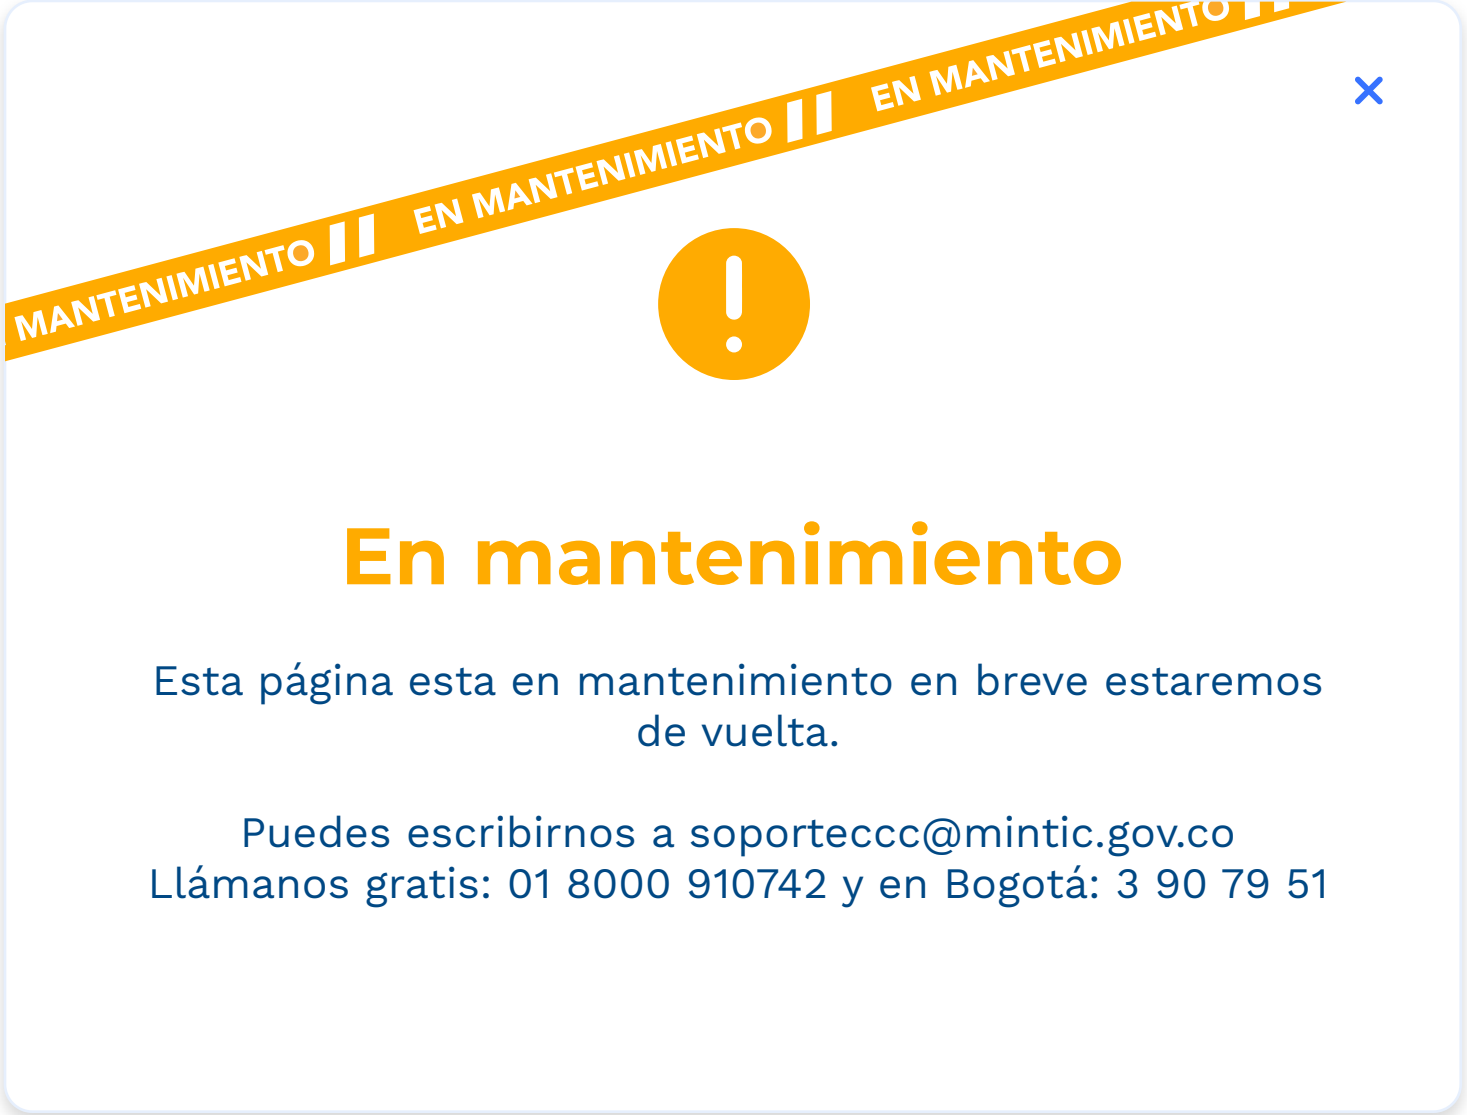 MANTENIMIENTO
EN MANTENIMIENTO
EN MANTENIMIENTO
En mantenimiento
Esta página esta en mantenimiento en breve estaremos
de vuelta.
Puedes escribirnos a soporteccc@mintic.gov.co
Llámanos gratis: 01 8000 910742 y en Bogotá: 3 90 79 51